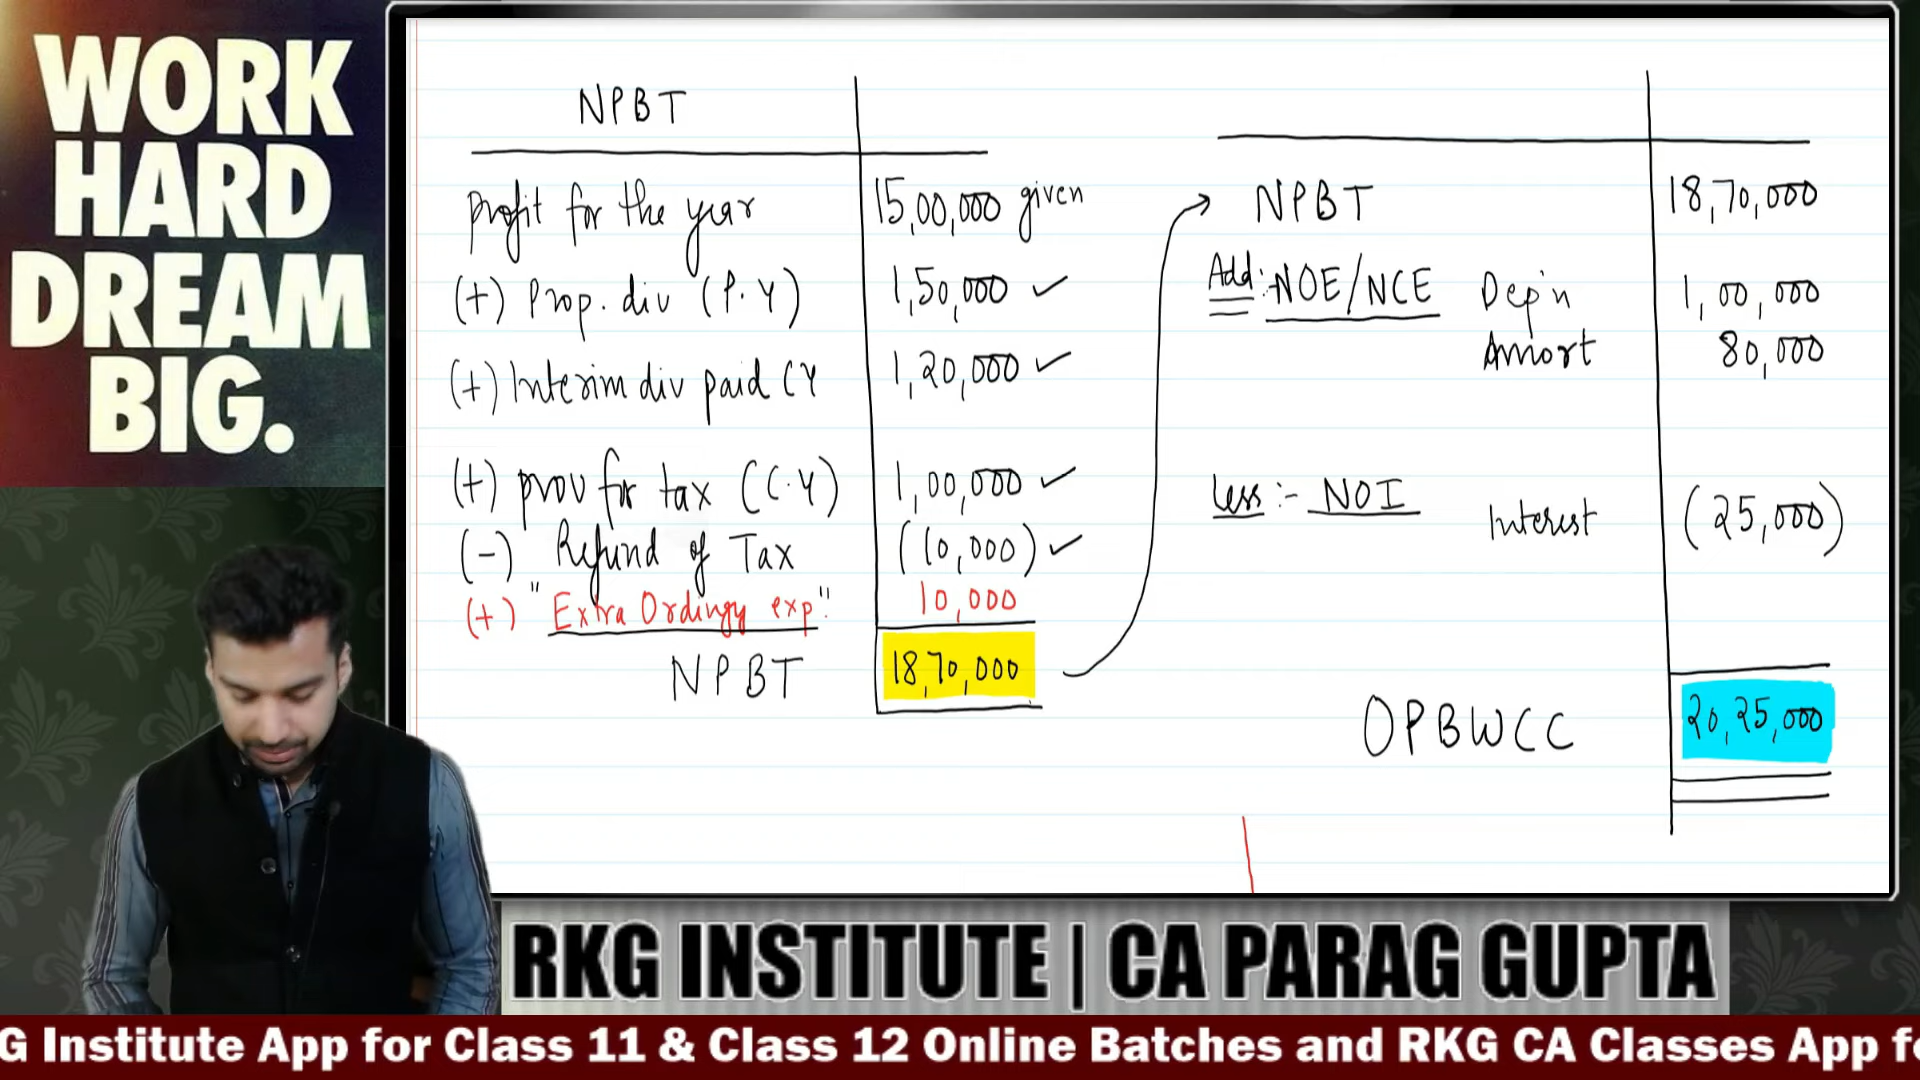 WORK
HARD
DREAM
BIG.
NPBT
profit for the year 15,00,000 given
(+) Prop. div (P.Y) 1,50,000 ✓
(+) Interim div paid CY 1,20,000 ✓
(+) prov for tax (C.Y) 1,00,000 ✓
(-) Refund of Tax (10,000) ✓
(+) "Extra Ordingy exp" 10,000
NPBT 18,70,000
NPBT 18,70,000
Add:- NOE/NCE Dep'n 1,00,000
Amort 80,000
Less:- NOI Interest (25,000)
OPBWCC 20,25,000
RKG INSTITUTE | CA PARAG GUPTA
G Institute App for Class 11 & Class 12 Online Batches and RKG CA Classes App fo